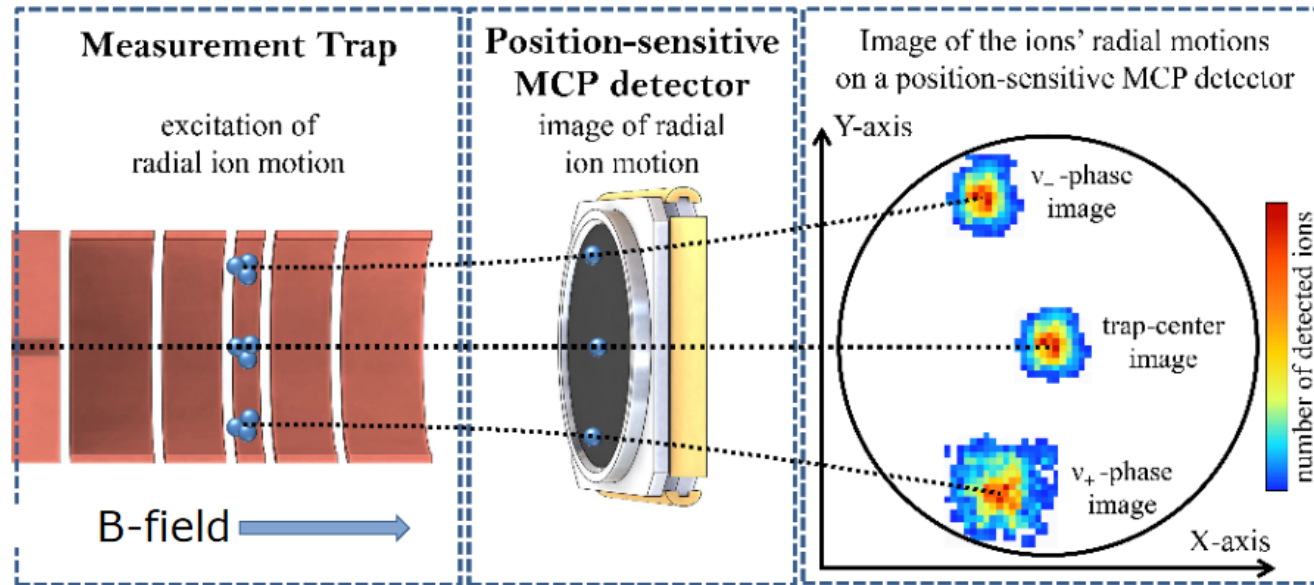 Measurement Trap
excitation of
radial ion motion
B-field
Position-sensitive
MCP detector
image of radial
ion motion
Image of the ions' radial motions
on a position-sensitive MCP detector
Y-axis
ν₋-phase
image
trap-center
image
ν₊-phase
image
X-axis
number of detected ions